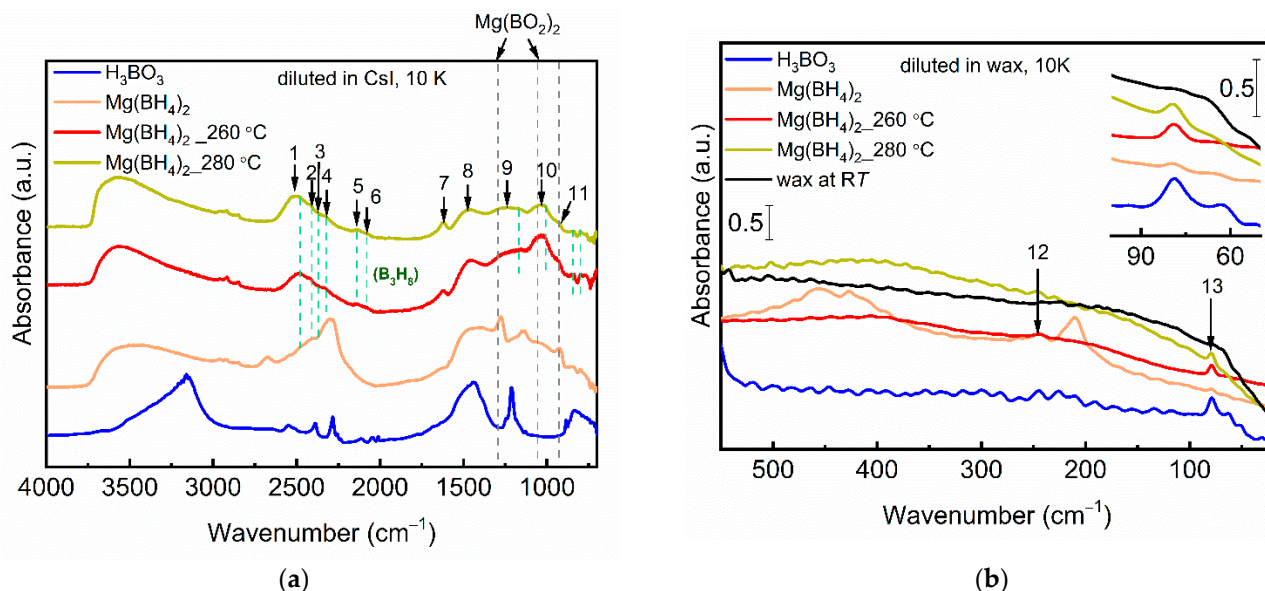 Mg(BO₂)₂
H₃BO₃
Mg(BH₄)₂
Mg(BH₄)₂ _260 °C
Mg(BH₄)₂_280 °C
diluted in CsI, 10 K
1
2
3
4
5
6
7
8
9
10
11
(B₃H₈)
Absorbance (a.u.)
4000 3500 3000 2500 2000 1500 1000
Wavenumber (cm⁻¹)
(a)
H₃BO₃
Mg(BH₄)₂
Mg(BH₄)₂_260 °C
Mg(BH₄)₂_280 °C
wax at RT
diluted in wax, 10K
0.5
0.5
90 60
12
13
Absorbance (a.u.)
500 400 300 200 100
Wavenumber (cm⁻¹)
(b)